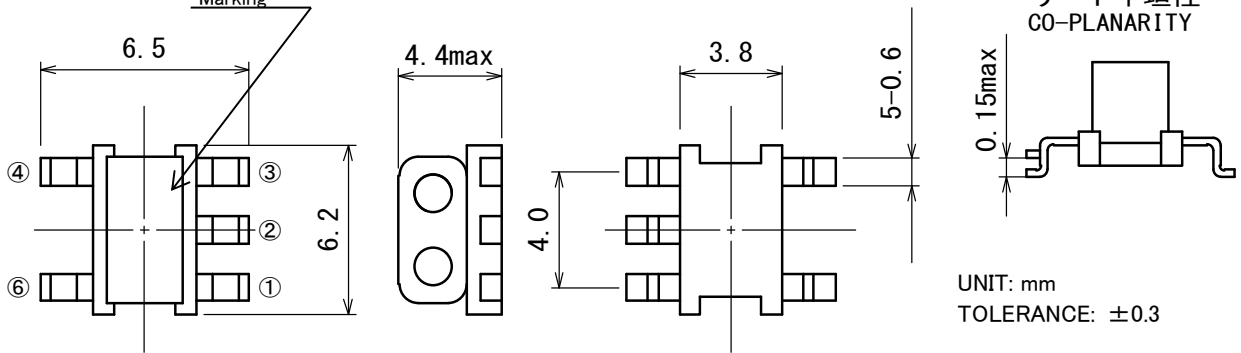 Marking
CO-PLANARITY
6.5
4.4max
3.8
5-0.6
0.15max
④
③
②
6.2
4.0
⑥
①
UNIT: mm
TOLERANCE: ±0.3